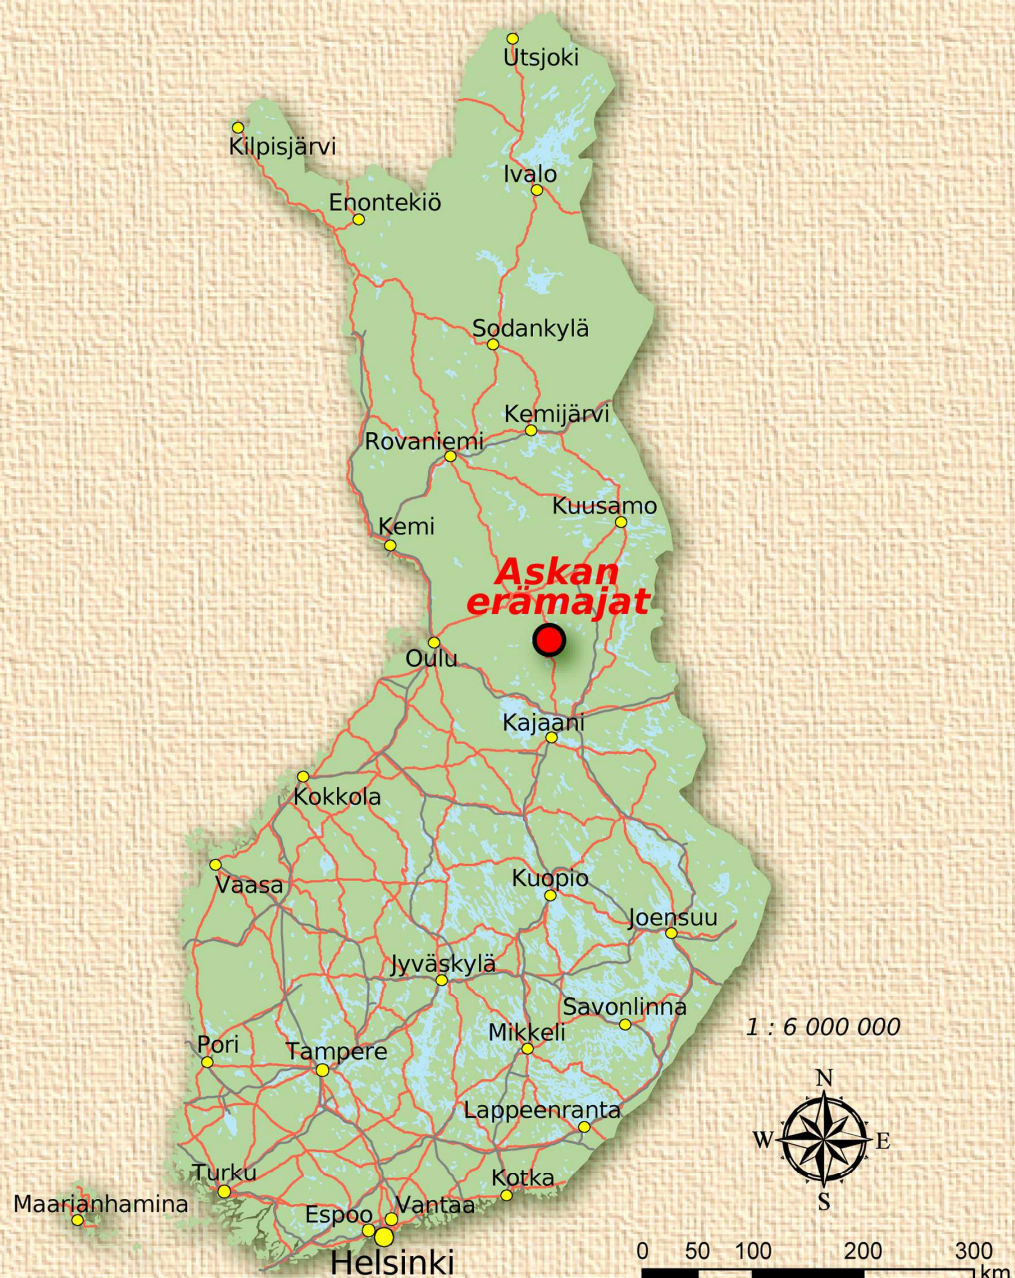 Utsjoki
Kilpisjärvi
Ivalo
Enontekiö
Sodankylä
Kemijärvi
Rovaniemi
Kuusamo
Kemi
Askan
erämajat
Oulu
Kajaani
Kokkola
Kuopio
Vaasa
Joensuu
Jyväskylä
Savonlinna
1 : 6 000 000
Mikkeli
Pori
Tampere
N
Lappeenranta
W E
Turku
Kotka
S
Maarianhamina
Vantaa
Espoo
Helsinki
0 50 100 200 300
km